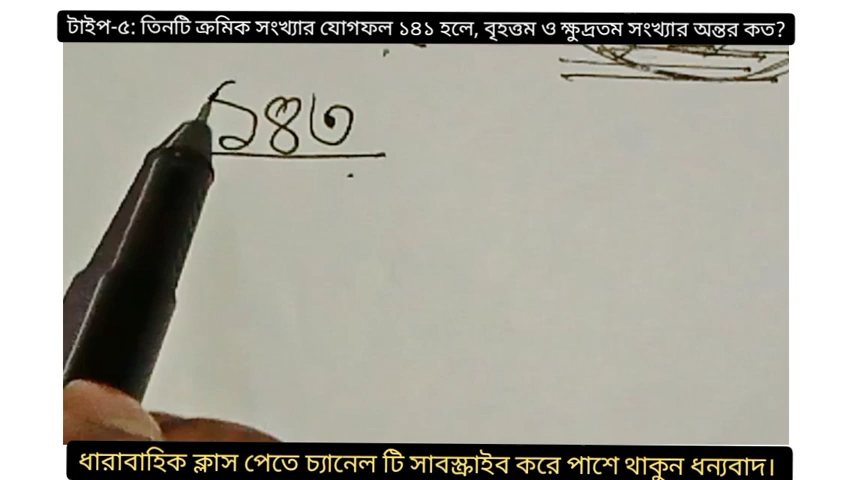 টাইপ-৫: তিনটি ক্রমিক সংখ্যার যোগফল ১৪১ হলে, বৃহত্তম ও ক্ষুদ্রতম সংখ্যার অন্তর কত?
১৪৩
ধারাবাহিক ক্লাস পেতে চ্যানেল টি সাবস্ক্রাইব করে পাশে থাকুন ধন্যবাদ।